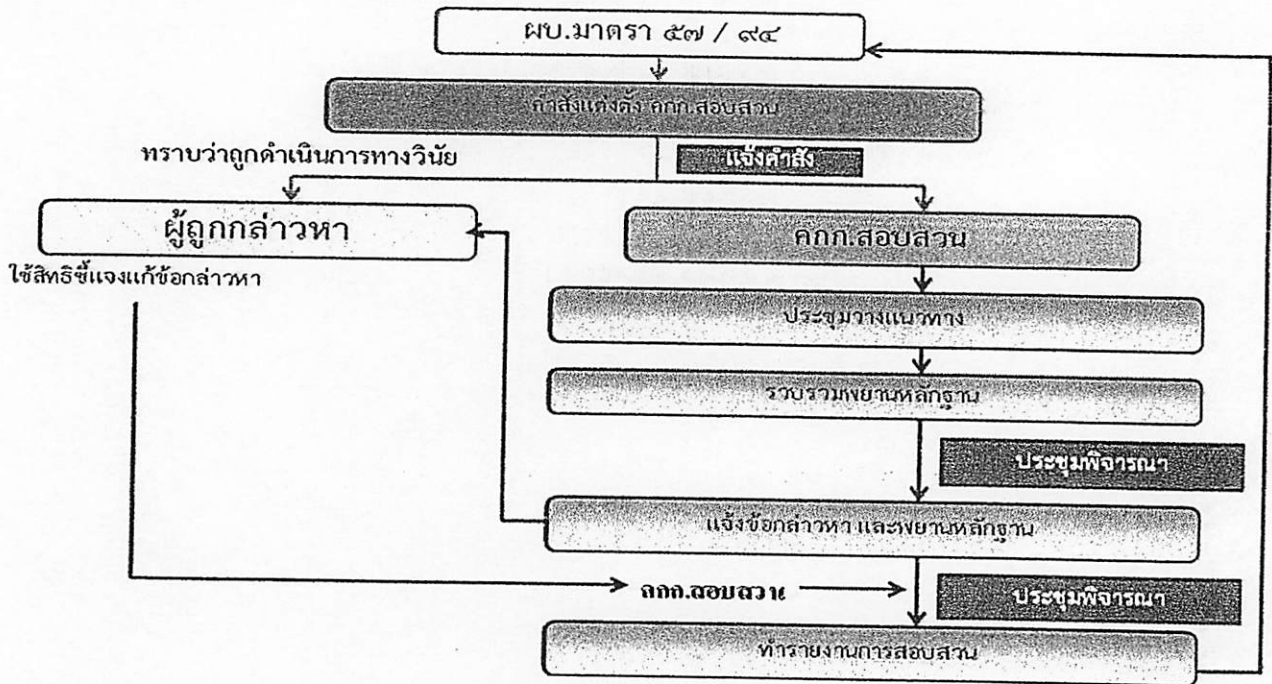 ผบ.มาตรา ๕๗ / ๙๔
คำสั่งแต่งตั้ง คกก.สอบสวน
ทราบว่าถูกดำเนินการทางวินัย
แจ้งคำสั่ง
ผู้ถูกกล่าวหา
คกก.สอบสวน
ใช้สิทธิชี้แจงแก้ข้อกล่าวหา
ประชุมวางแนวทาง
รวบรวมพยานหลักฐาน
ประชุมพิจารณา
แจ้งข้อกล่าวหา และพยานหลักฐาน
คกก.สอบสวน
ประชุมพิจารณา
ทำรายงานการสอบสวน